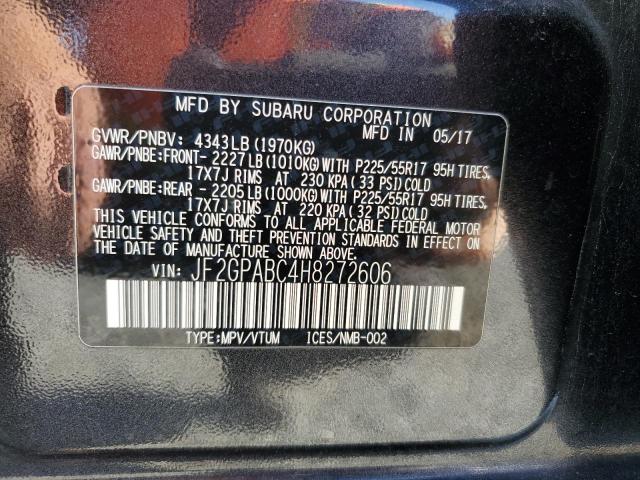 MFD BY SUBARU CORPORATION
MFD IN 05/17
GVWR/PNBV: 4343LB (1970KG)
GAWR/PNBE:FRONT- 2227LB(1010KG) WITH P225/55R17 95H TIRES,
17X7J RIMS AT 230 KPA (33 PSI) COLD
GAWR/PNBE:REAR - 2205LB(1000KG) WITH P225/55R17 95H TIRES,
17X7J RIMS AT 220 KPA (32 PSI) COLD
THIS VEHICLE CONFORMS TO ALL APPLICABLE FEDERAL MOTOR
VEHICLE SAFETY AND THEFT PREVENTION STANDARDS IN EFFECT ON
THE DATE OF MANUFACTURE SHOWN ABOVE.
VIN: JF2GPABC4H8272606
TYPE:MPV/VTUM ICES/NMB-002